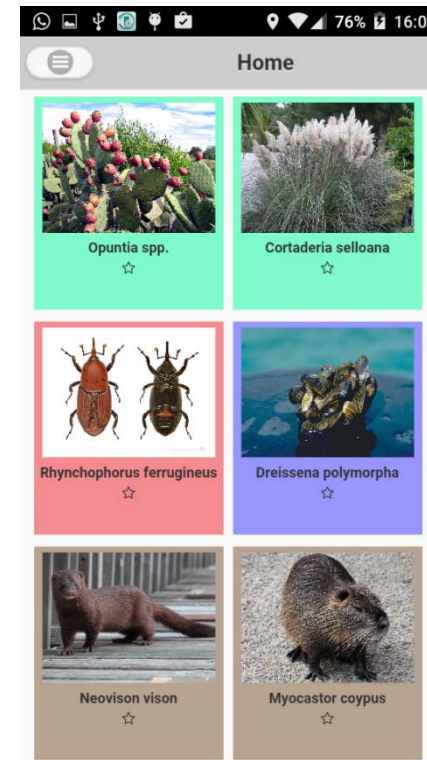 76% 16:0
Home
Opuntia spp.
Cortaderia selloana
Rhynchophorus ferrugineus
Dreissena polymorpha
Neovison vison
Myocastor coypus